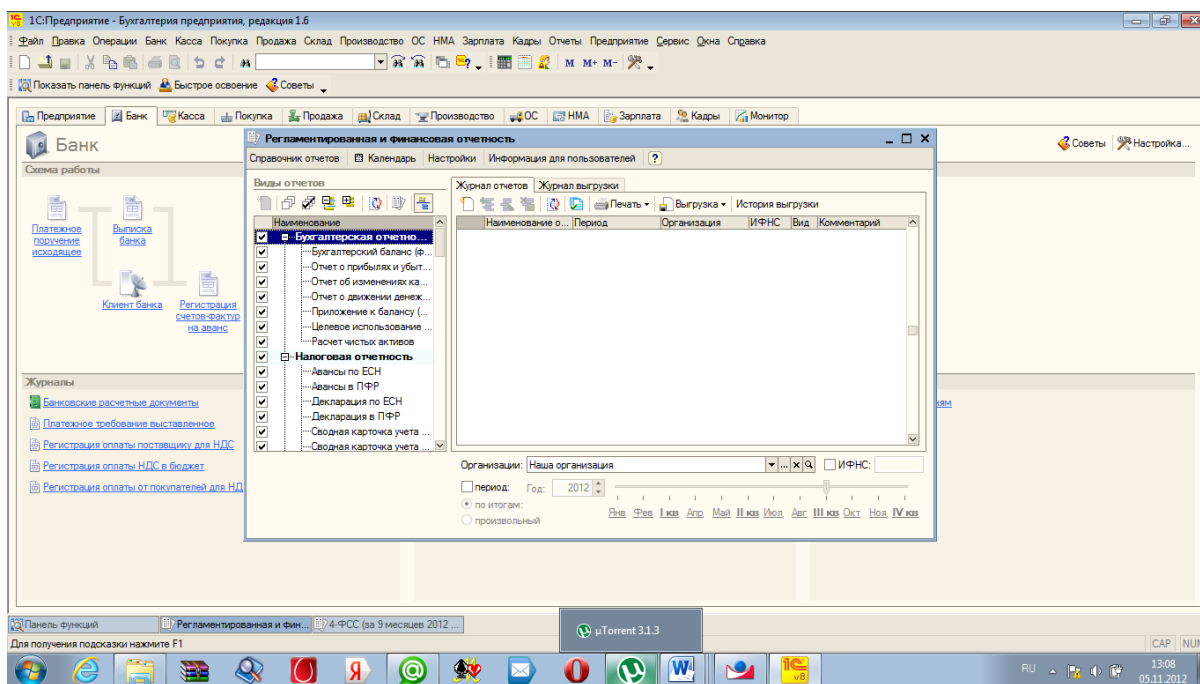 1С:Предприятие - Бухгалтерия предприятия, редакция 1.6
Файл Правка Операции Банк Касса Покупка Продажа Склад Производство ОС НМА Зарплата Кадры Отчеты Предприятие Сервис Окна Справка
М М+ М-
Показать панель функций Быстрое освоение Советы
Предприятие Банк Касса Покупка Продажа Склад Производство ОС НМА Зарплата Кадры Монитор
Банк
Советы Настройка...
Схема работы
Платежное поручение исходящее
Выписка банка
Клиент банка
Регистрация счетов-фактур на аванс
Журналы
Банковские расчетные документы
Платежное требование выставленное
Регистрация оплаты поставщику для НДС
Регистрация оплаты НДС в бюджет
Регистрация оплаты от покупателей для НД
ям
Регламентированная и финансовая отчетность
Справочник отчетов Календарь Настройки Информация для пользователей ?
Виды отчетов
Наименование
Бухгалтерская отчетно...
Бухгалтерский баланс (ф...
Отчет о прибылях и убыт...
Отчет об изменениях ка...
Отчет о движении денеж...
Приложение к балансу (...
Целевое использование ...
Расчет чистых активов
Налоговая отчетность
Авансы по ЕСН
Авансы в ПФР
Декларация по ЕСН
Декларация в ПФР
Сводная карточка учета ...
Сводная карточка учета ...
Журнал отчетов Журнал выгрузки
Печать Выгрузка История выгрузки
Наименование о... Период Организация ИФНС Вид Комментарий
Организации: Наша организация ... x ИФНС:
период: Год: 2012
по итогам:
произвольный
Янв Фев I кв Апр Май II кв Июл Авг III кв Окт Ноя IV кв
Панель функций Регламентированная и фин... 4-ФСС (за 9 месяцев 2012 ...
µTorrent 3.1.3
Для получения подсказки нажмите F1
CAP NUM
RU
13:08
05.11.2012